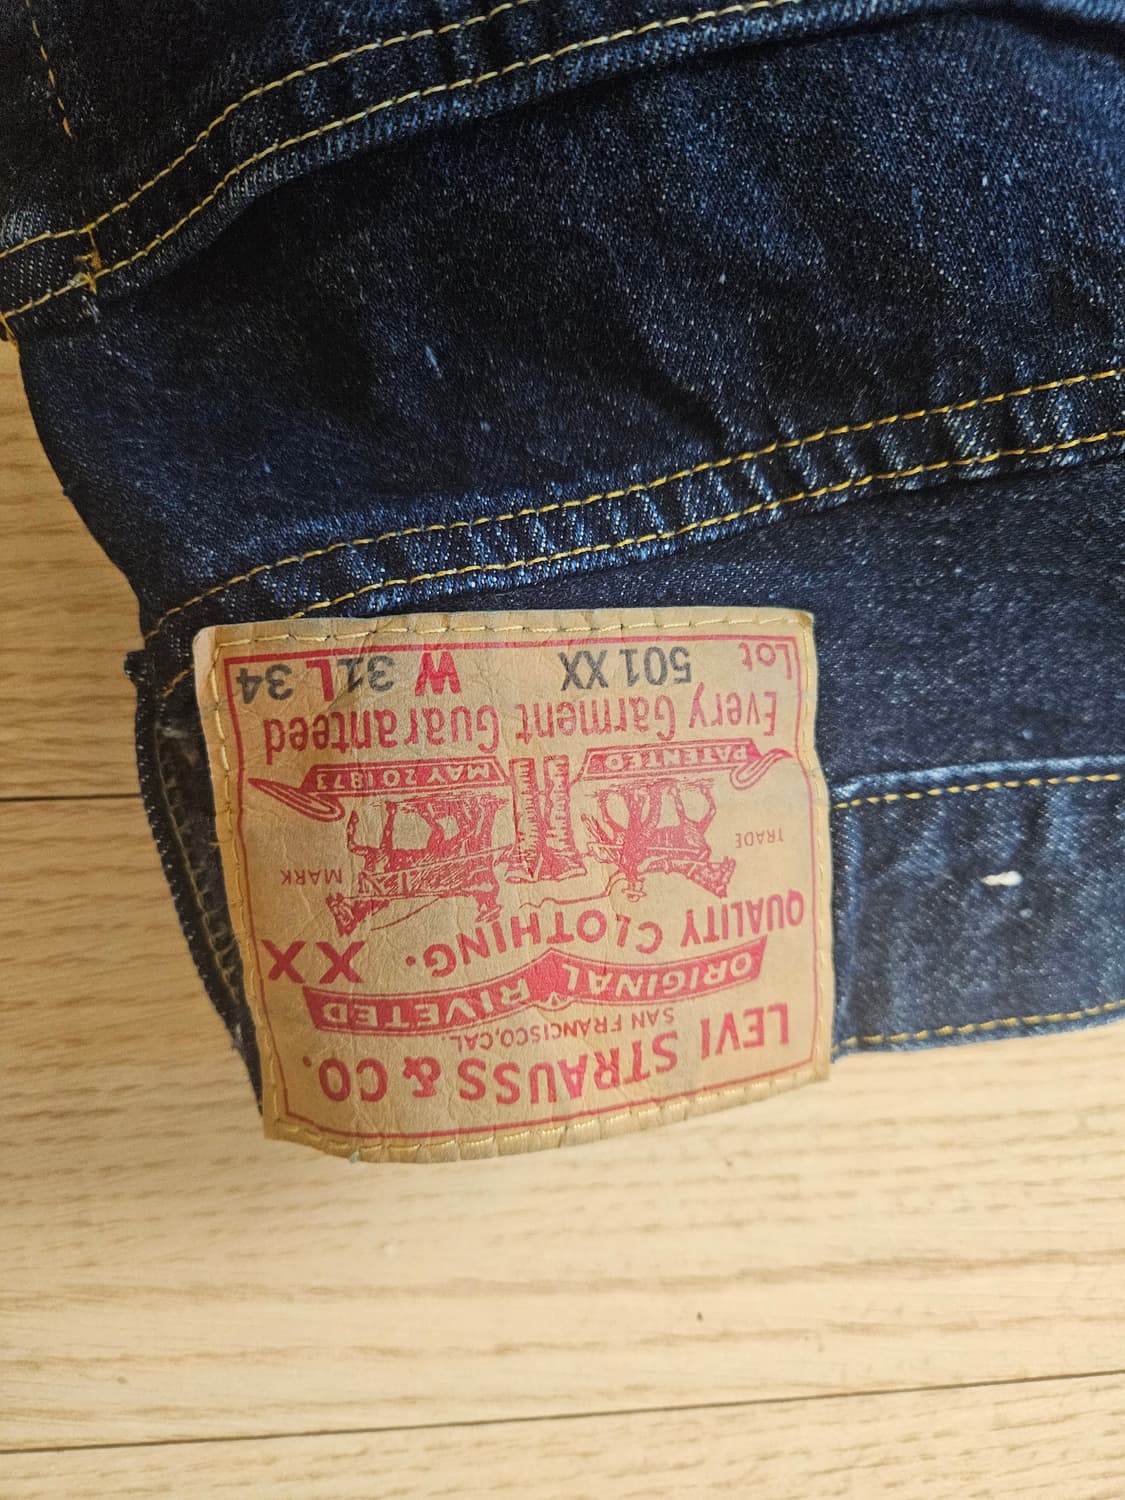 LEVI STRAUSS & CO.
SAN FRANCISCO, CAL.
ORIGINAL RIVETED
QUALITY CLOTHING.
XX
TRADE MARK
PATENTED MAY 20 1873
Every Garment Guaranteed
Lot 501 XX W 31 L 34